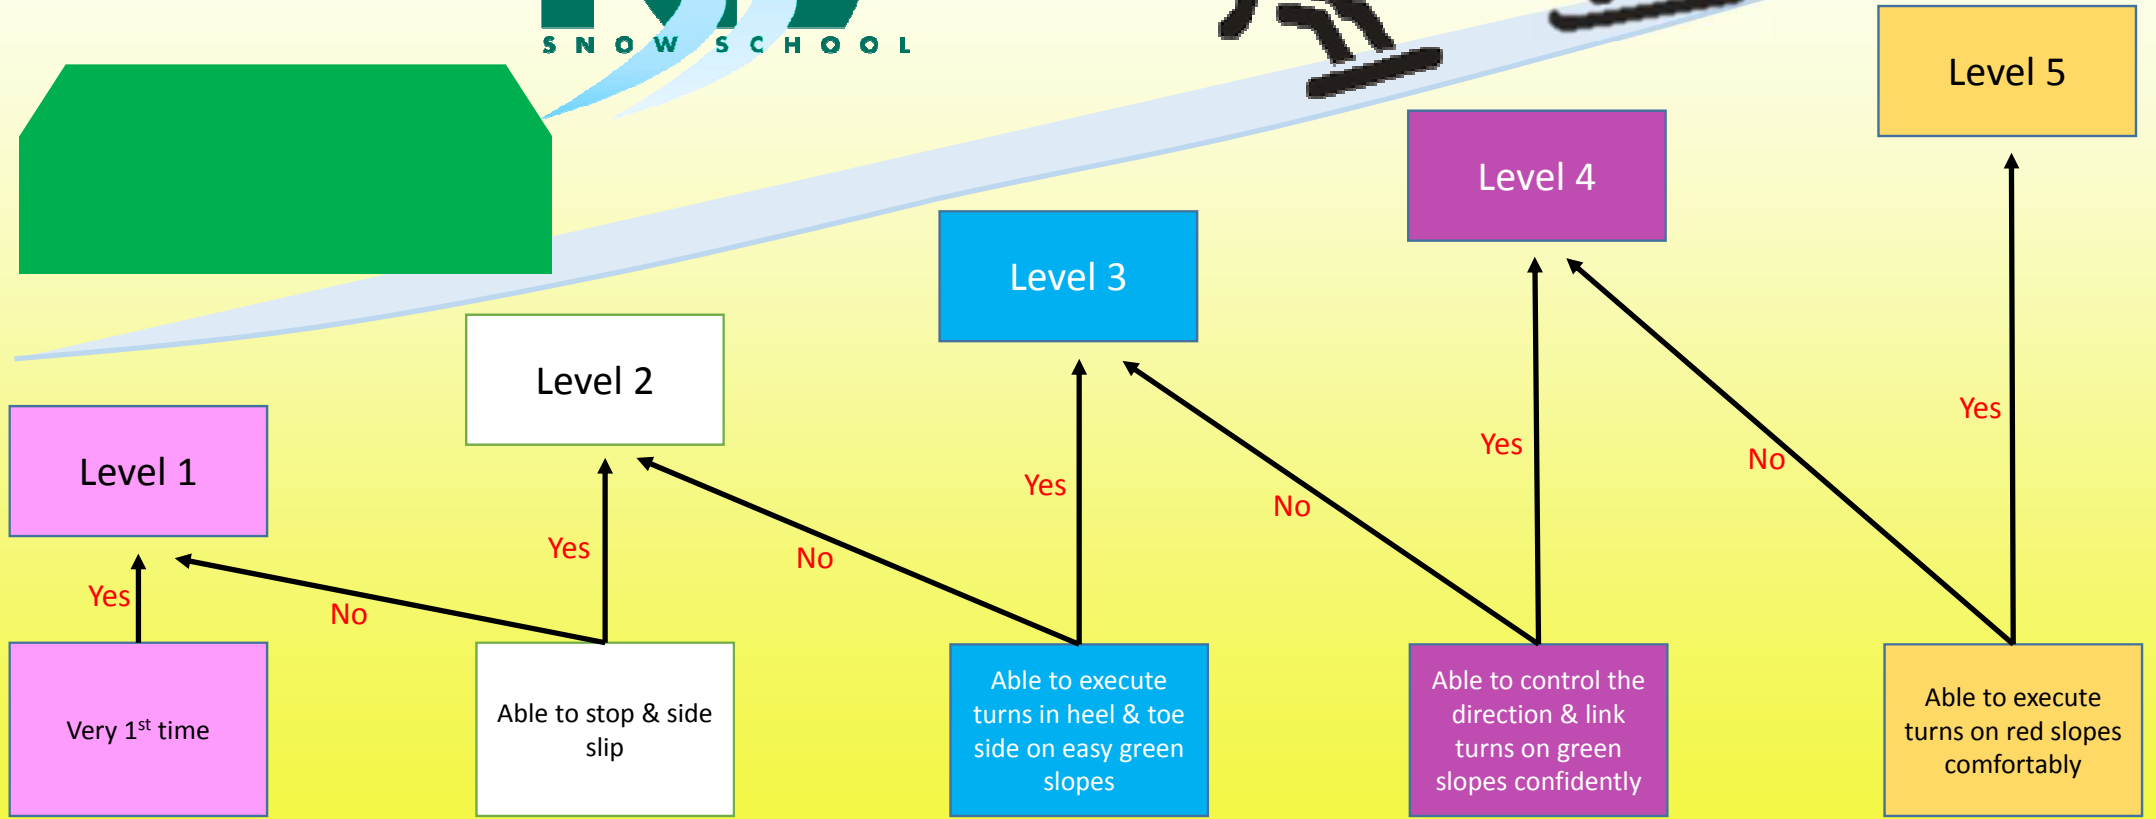 SNOW SCHOOL
Level 5
Level 4
Level 3
Level 2
Level 1
Yes
No
Yes
No
Yes
No
Yes
No
Yes
Very 1st time
Able to stop & side
slip
Able to execute
turns in heel & toe
side on easy green
slopes
Able to control the
direction & link
turns on green
slopes confidently
Able to execute
turns on red slopes
comfortably